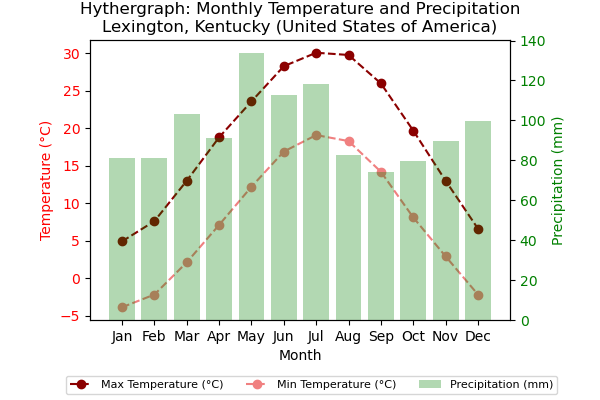 Hythergraph: Monthly Temperature and Precipitation
Lexington, Kentucky (United States of America)
30
25
20
15
10
5
0
−5
Temperature (°C)
140
120
100
80
60
40
20
0
Precipitation (mm)
Jan Feb Mar Apr May Jun Jul Aug Sep Oct Nov Dec
Month
Max Temperature (°C) Min Temperature (°C) Precipitation (mm)